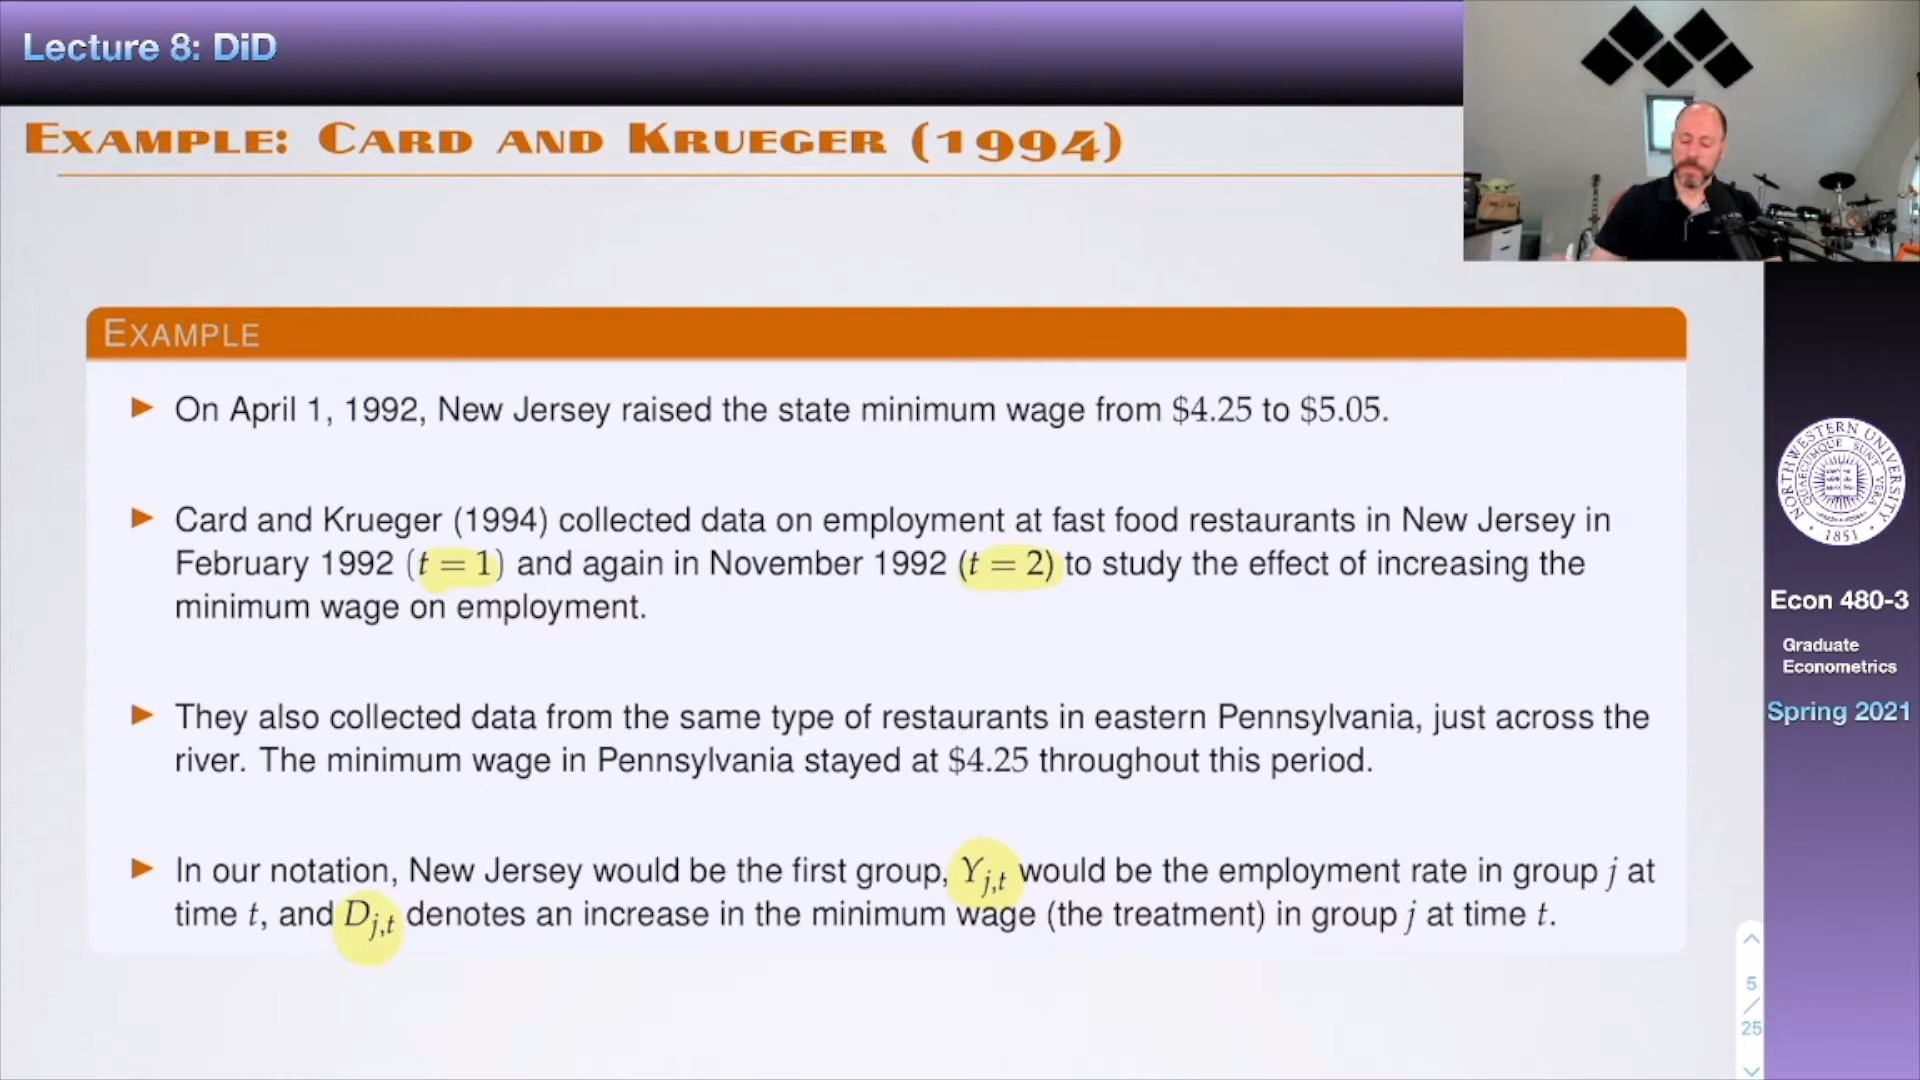 Lecture 8: DiD
EXAMPLE: CARD AND KRUEGER (1994)
EXAMPLE
▶ On April 1, 1992, New Jersey raised the state minimum wage from $4.25 to $5.05.
▶ Card and Krueger (1994) collected data on employment at fast food restaurants in New Jersey in
February 1992 (t = 1) and again in November 1992 (t = 2) to study the effect of increasing the
minimum wage on employment.
▶ They also collected data from the same type of restaurants in eastern Pennsylvania, just across the
river. The minimum wage in Pennsylvania stayed at $4.25 throughout this period.
▶ In our notation, New Jersey would be the first group, Y_{j,t} would be the employment rate in group j at
time t, and D_{j,t} denotes an increase in the minimum wage (the treatment) in group j at time t.
NORTHWESTERN UNIVERSITY
QUAECUMQUE SUNT VERA
1851
Econ 480-3
Graduate
Econometrics
Spring 2021
5
/
25